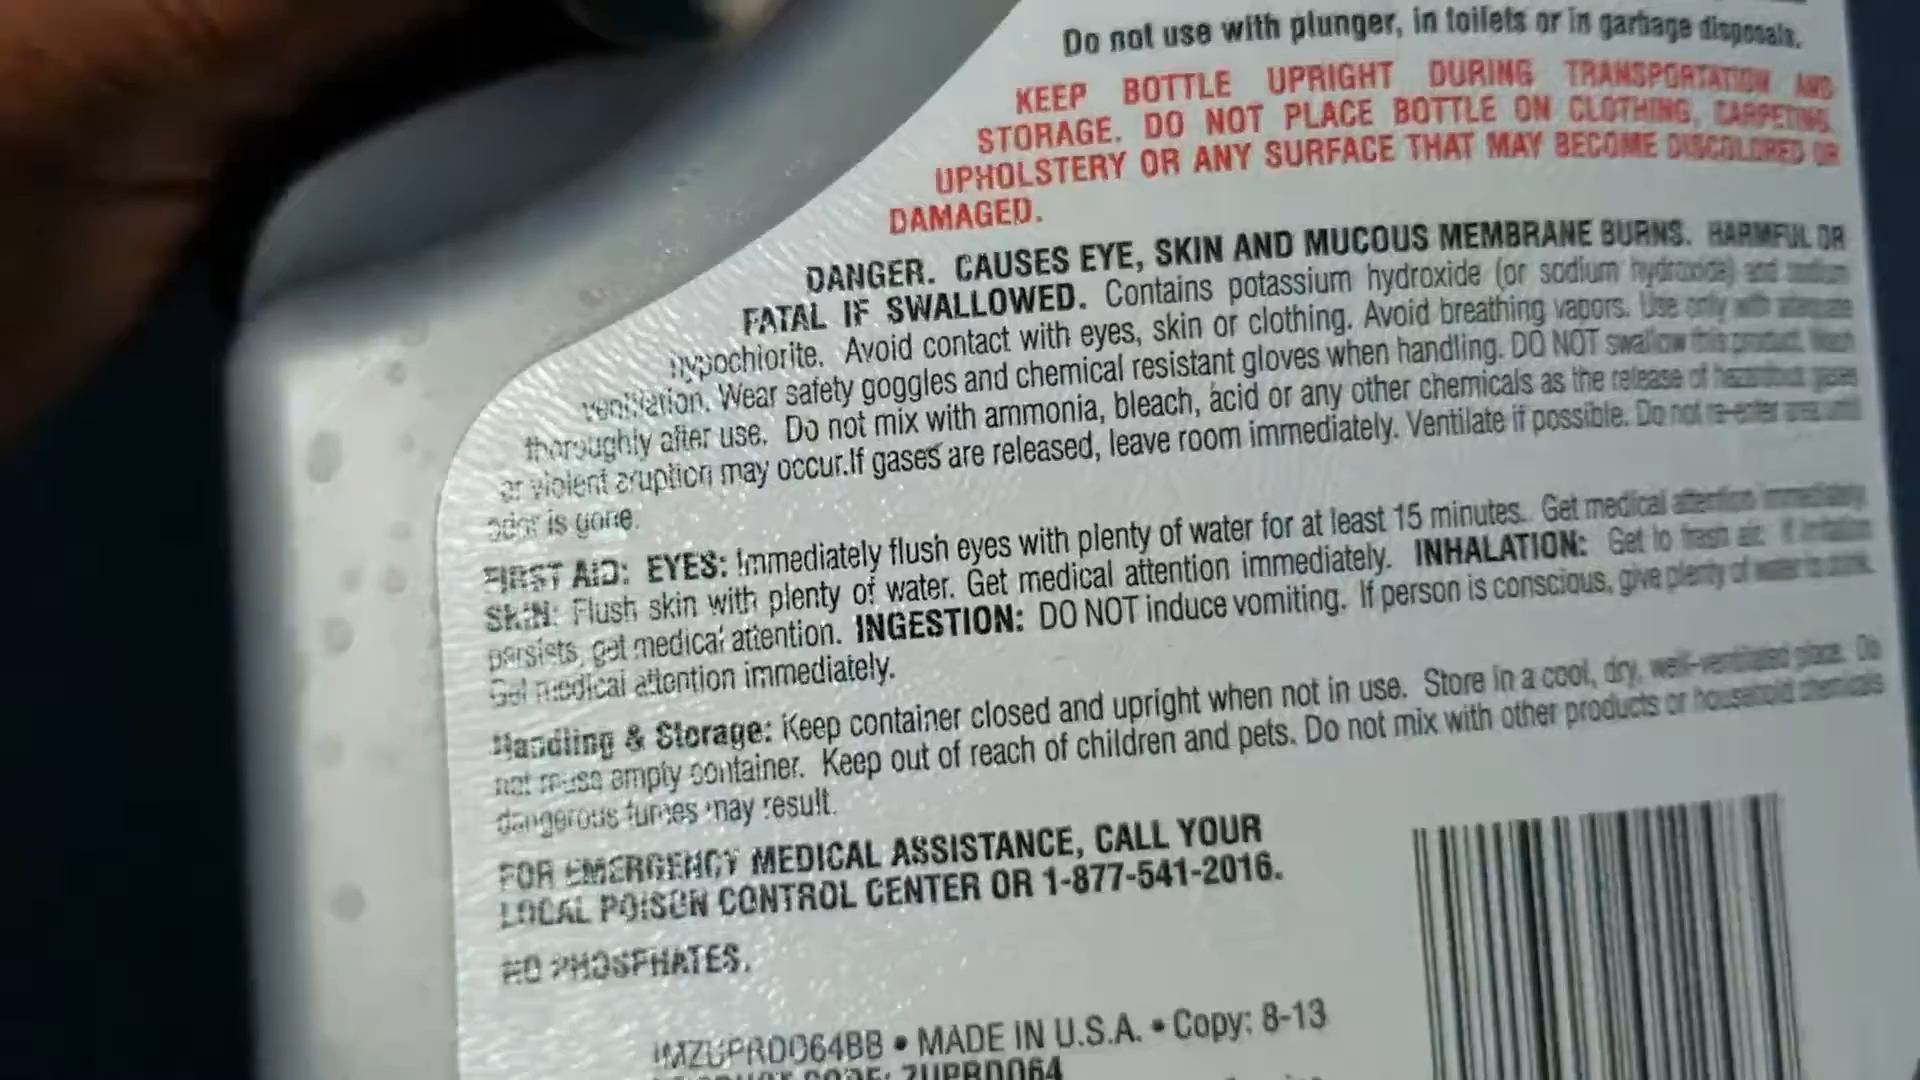 Do not use with plunger, in toilets or in garbage disposals.
KEEP BOTTLE UPRIGHT DURING TRANSPORTATION AND
STORAGE. DO NOT PLACE BOTTLE ON CLOTHING, CARPETING,
UPHOLSTERY OR ANY SURFACE THAT MAY BECOME DISCOLORED OR
DAMAGED.
DANGER. CAUSES EYE, SKIN AND MUCOUS MEMBRANE BURNS. HARMFUL OR
FATAL IF SWALLOWED. Contains potassium hydroxide (or sodium hydroxide) and sodium
hypochlorite. Avoid contact with eyes, skin or clothing. Avoid breathing vapors. Use only with adequate
ventilation. Wear safety goggles and chemical resistant gloves when handling. DO NOT swallow this product. Wash
thoroughly after use. Do not mix with ammonia, bleach, acid or any other chemicals as the release of hazardous gases
or violent eruption may occur.If gases are released, leave room immediately. Ventilate if possible. Do not re-enter area until
odor is gone.
FIRST AID: EYES: Immediately flush eyes with plenty of water for at least 15 minutes. Get medical attention immediately.
SKIN: Flush skin with plenty of water. Get medical attention immediately. INHALATION: Get to fresh air. If irritation
persists, get medical attention. INGESTION: DO NOT induce vomiting. If person is conscious, give plenty of water to drink.
Get medical attention immediately.
Handling & Storage: Keep container closed and upright when not in use. Store in a cool, dry, well-ventilated place. Do
not reuse empty container. Keep out of reach of children and pets. Do not mix with other products or household chemicals
dangerous fumes may result.
FOR EMERGENCY MEDICAL ASSISTANCE, CALL YOUR
LOCAL POISON CONTROL CENTER OR 1-877-541-2016.
NO PHOSPHATES.
IMZUPRDO64BB • MADE IN U.S.A. • Copy: 8-13
PRODUCT CODE: ZUPRDO64